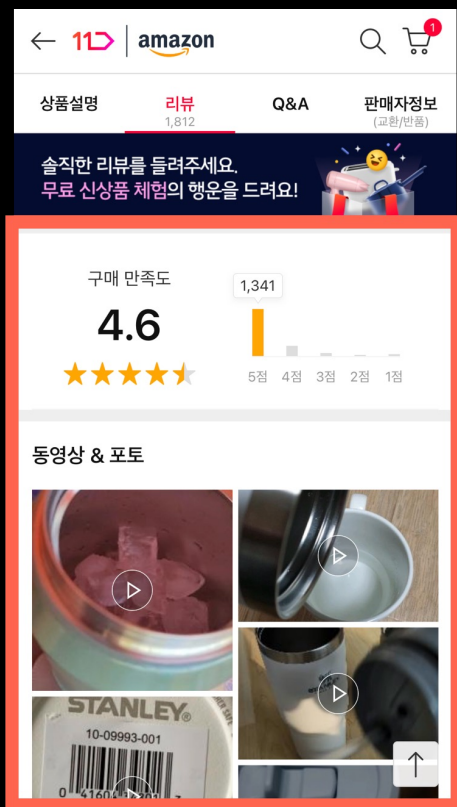 11
amazon
1
상품설명
리뷰
1,812
Q&A
판매자정보
(교환/반품)
솔직한 리뷰를 들려주세요.
무료 신상품 체험의 행운을 드려요!
구매 만족도
4.6
1,341
5점 4점 3점 2점 1점
동영상 & 포토
STANLEY®
10-09993-001